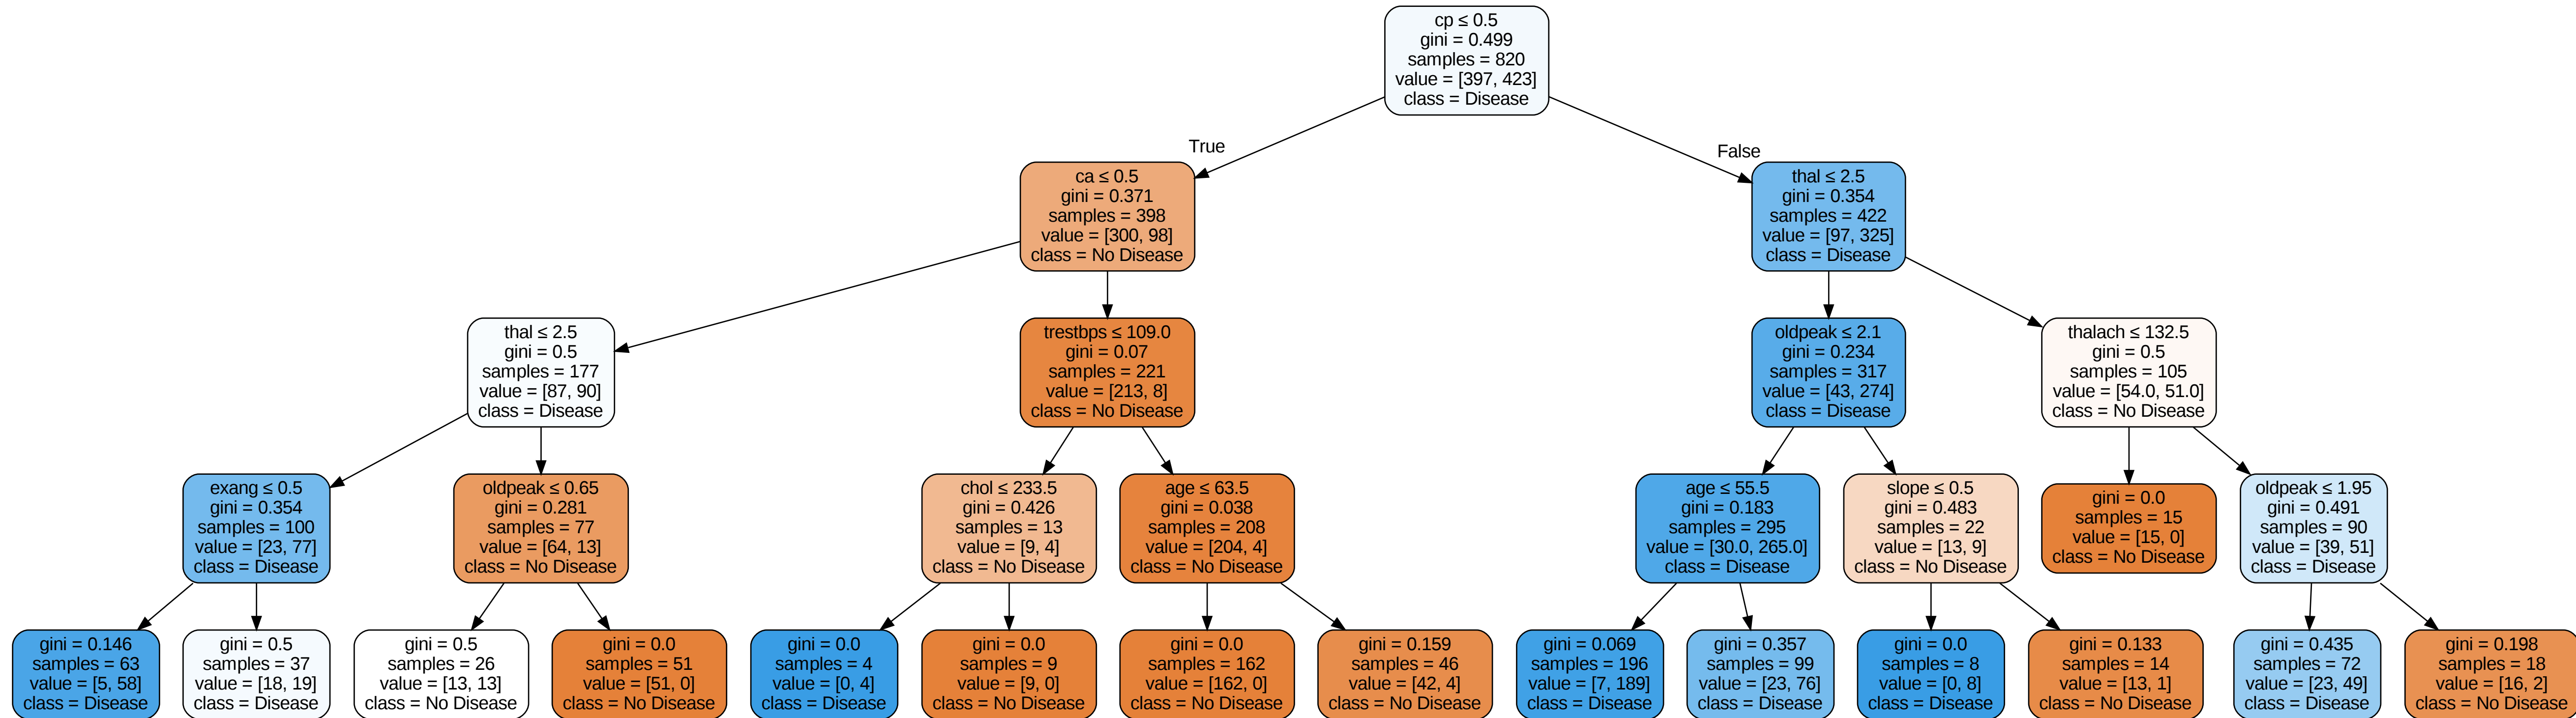 cp ≤ 0.5
gini = 0.499
samples = 820
value = [397, 423]
class = Disease
True
False
ca ≤ 0.5
gini = 0.371
samples = 398
value = [300, 98]
class = No Disease
thal ≤ 2.5
gini = 0.354
samples = 422
value = [97, 325]
class = Disease
thal ≤ 2.5
gini = 0.5
samples = 177
value = [87, 90]
class = Disease
trestbps ≤ 109.0
gini = 0.07
samples = 221
value = [213, 8]
class = No Disease
oldpeak ≤ 2.1
gini = 0.234
samples = 317
value = [43, 274]
class = Disease
thalach ≤ 132.5
gini = 0.5
samples = 105
value = [54.0, 51.0]
class = No Disease
exang ≤ 0.5
gini = 0.354
samples = 100
value = [23, 77]
class = Disease
oldpeak ≤ 0.65
gini = 0.281
samples = 77
value = [64, 13]
class = No Disease
chol ≤ 233.5
gini = 0.426
samples = 13
value = [9, 4]
class = No Disease
age ≤ 63.5
gini = 0.038
samples = 208
value = [204, 4]
class = No Disease
age ≤ 55.5
gini = 0.183
samples = 295
value = [30.0, 265.0]
class = Disease
slope ≤ 0.5
gini = 0.483
samples = 22
value = [13, 9]
class = No Disease
gini = 0.0
samples = 15
value = [15, 0]
class = No Disease
oldpeak ≤ 1.95
gini = 0.491
samples = 90
value = [39, 51]
class = Disease
gini = 0.146
samples = 63
value = [5, 58]
class = Disease
gini = 0.5
samples = 37
value = [18, 19]
class = Disease
gini = 0.5
samples = 26
value = [13, 13]
class = No Disease
gini = 0.0
samples = 51
value = [51, 0]
class = No Disease
gini = 0.0
samples = 4
value = [0, 4]
class = Disease
gini = 0.0
samples = 9
value = [9, 0]
class = No Disease
gini = 0.0
samples = 162
value = [162, 0]
class = No Disease
gini = 0.159
samples = 46
value = [42, 4]
class = No Disease
gini = 0.069
samples = 196
value = [7, 189]
class = Disease
gini = 0.357
samples = 99
value = [23, 76]
class = Disease
gini = 0.0
samples = 8
value = [0, 8]
class = Disease
gini = 0.133
samples = 14
value = [13, 1]
class = No Disease
gini = 0.435
samples = 72
value = [23, 49]
class = Disease
gini = 0.198
samples = 18
value = [16, 2]
class = No Disease